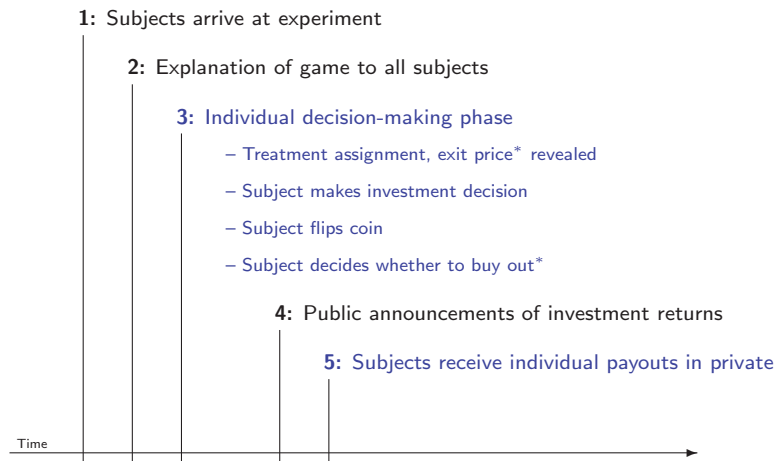 1: Subjects arrive at experiment
2: Explanation of game to all subjects
3: Individual decision-making phase
– Treatment assignment, exit price* revealed
– Subject makes investment decision
– Subject flips coin
– Subject decides whether to buy out*
4: Public announcements of investment returns
5: Subjects receive individual payouts in private
Time